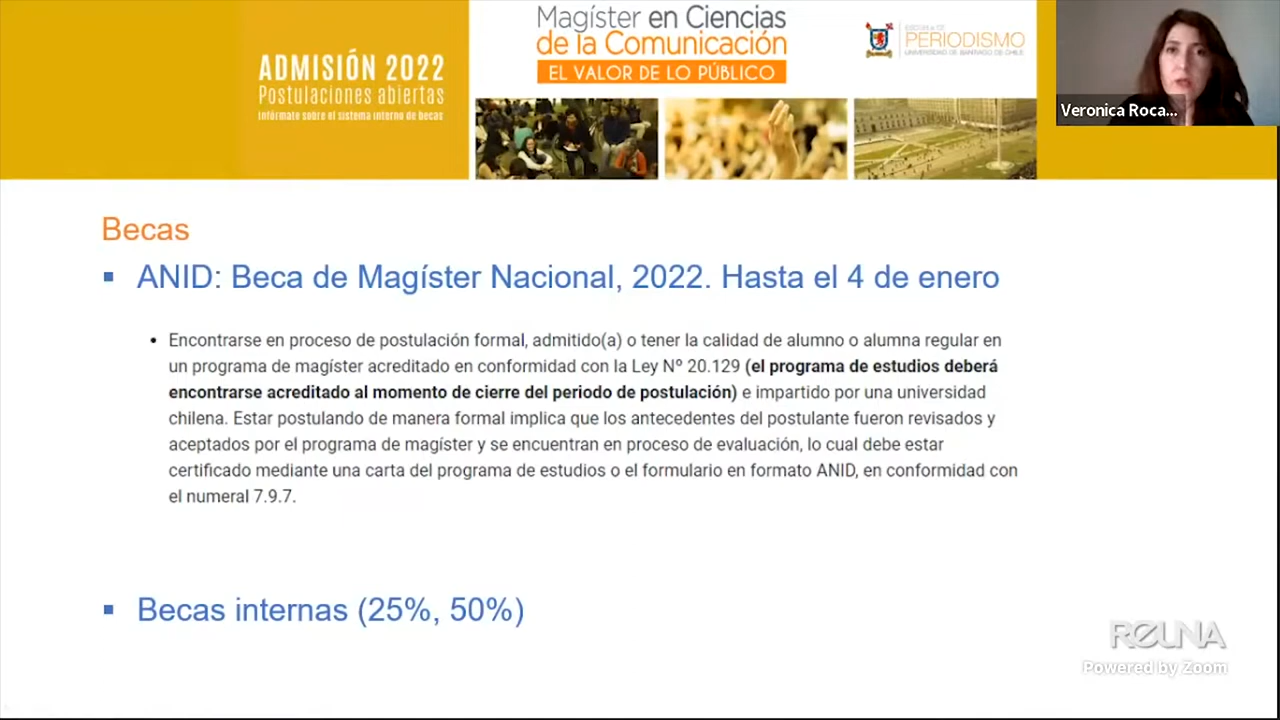 ADMISIÓN 2022
Postulaciones abiertas
Infórmate sobre el sistema interno de becas
Magíster en Ciencias
de la Comunicación
EL VALOR DE LO PÚBLICO
ESCUELA DE
PERIODISMO
UNIVERSIDAD DE SANTIAGO DE CHILE
Veronica Roca...
Becas
▪ ANID: Beca de Magíster Nacional, 2022. Hasta el 4 de enero
• Encontrarse en proceso de postulación formal, admitido(a) o tener la calidad de alumno o alumna regular en
un programa de magíster acreditado en conformidad con la Ley Nº 20.129 (el programa de estudios deberá
encontrarse acreditado al momento de cierre del periodo de postulación) e impartido por una universidad
chilena. Estar postulando de manera formal implica que los antecedentes del postulante fueron revisados y
aceptados por el programa de magíster y se encuentran en proceso de evaluación, lo cual debe estar
certificado mediante una carta del programa de estudios o el formulario en formato ANID, en conformidad con
el numeral 7.9.7.
▪ Becas internas (25%, 50%)
REUNA
Powered by Zoom